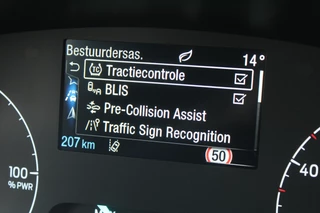 Bestuurdersas. 14°
Tractiecontrole
BLIS
Pre-Collision Assist
Traffic Sign Recognition
207 km 50
100
% PWR
40